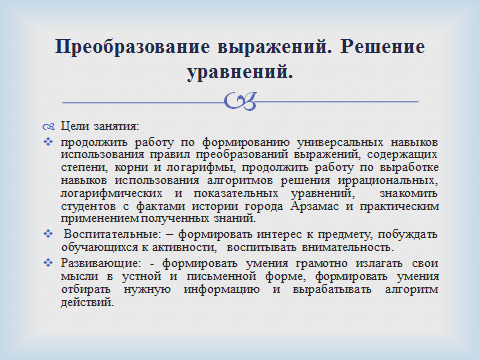 Преобразование выражений. Решение
уравнений.
Цели занятия:
продолжить работу по формированию универсальных навыков
использования правил преобразований выражений, содержащих
степени, корни и логарифмы, продолжить работу по выработке
навыков использования алгоритмов решения иррациональных,
логарифмических и показательных уравнений, знакомить
студентов с фактами истории города Арзамас и практическим
применением полученных знаний.
Воспитательные: – формировать интерес к предмету, побуждать
обучающихся к активности, воспитывать внимательность.
Развивающие: - формировать умения грамотно излагать свои
мысли в устной и письменной форме, формировать умения
отбирать нужную информацию и вырабатывать алгоритм
действий.